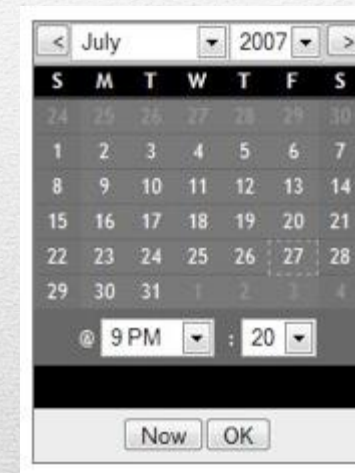 < July 2007 >
S M T W T F S
24 25 26 27 28 29 30
1 2 3 4 5 6 7
8 9 10 11 12 13 14
15 16 17 18 19 20 21
22 23 24 25 26 27 28
29 30 31 1 2 3 4
@ 9 PM : 20
Now OK